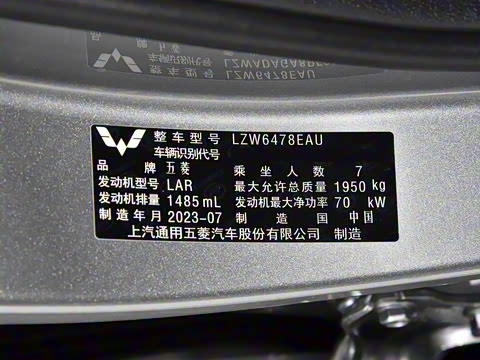 整车型号 LZW6478EAU
车辆识别代号
品牌 五菱 乘坐人数 7
发动机型号 LAR 最大允许总质量 1950 kg
发动机排量 1485 mL 发动机最大净功率 70 kW
制造年月 2023-07 制造国 中国
上汽通用五菱汽车股份有限公司 制造